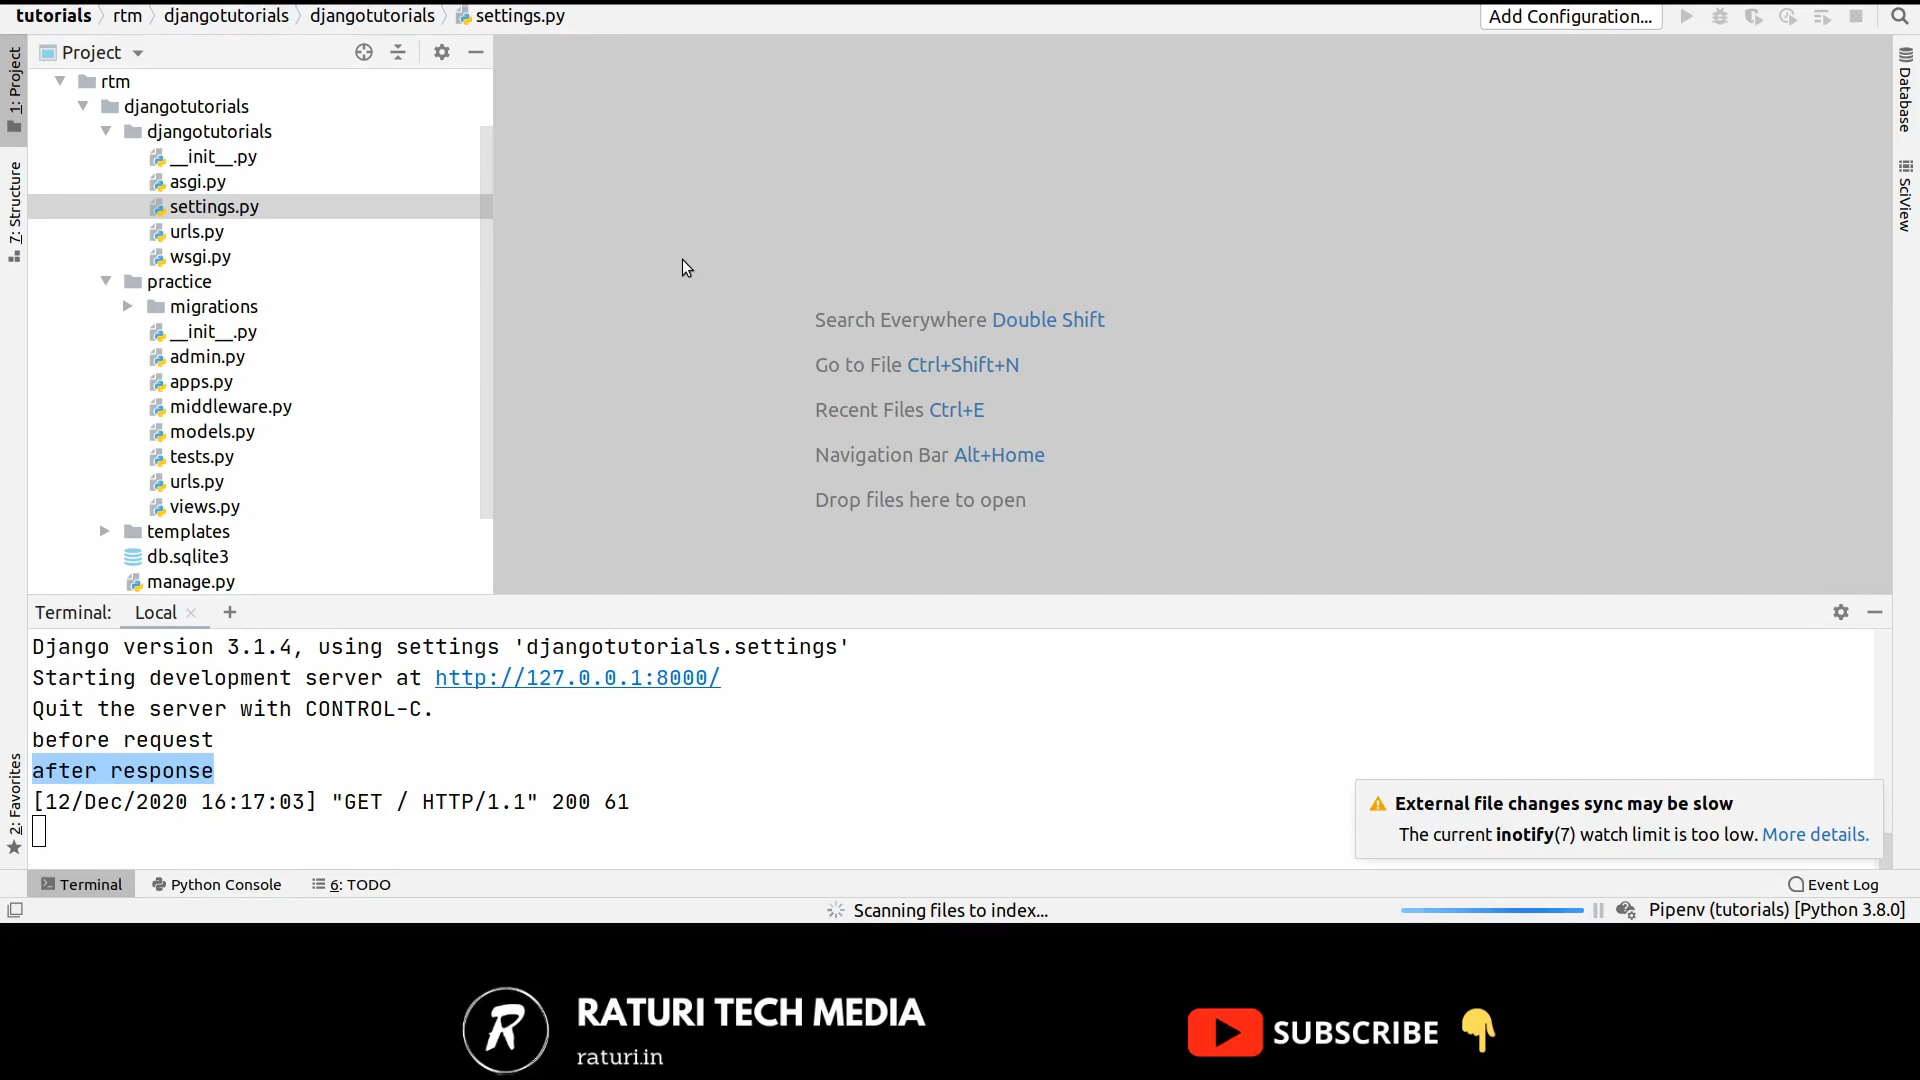 tutorials rtm djangotutorials djangotutorials settings.py
Add Configuration...
1: Project
7: Structure
2: Favorites
Project
rtm
djangotutorials
djangotutorials
__init__.py
asgi.py
settings.py
urls.py
wsgi.py
practice
migrations
__init__.py
admin.py
apps.py
middleware.py
models.py
tests.py
urls.py
views.py
templates
db.sqlite3
manage.py
Search Everywhere Double Shift
Go to File Ctrl+Shift+N
Recent Files Ctrl+E
Navigation Bar Alt+Home
Drop files here to open
Database
SciView
Terminal: Local × +
Django version 3.1.4, using settings 'djangotutorials.settings'
Starting development server at http://127.0.0.1:8000/
Quit the server with CONTROL-C.
before request
after response
[12/Dec/2020 16:17:03] "GET / HTTP/1.1" 200 61
External file changes sync may be slow
The current inotify(7) watch limit is too low. More details.
Terminal Python Console 6: TODO Event Log
Scanning files to index... Pipenv (tutorials) [Python 3.8.0]
R
RATURI TECH MEDIA
raturi.in
SUBSCRIBE